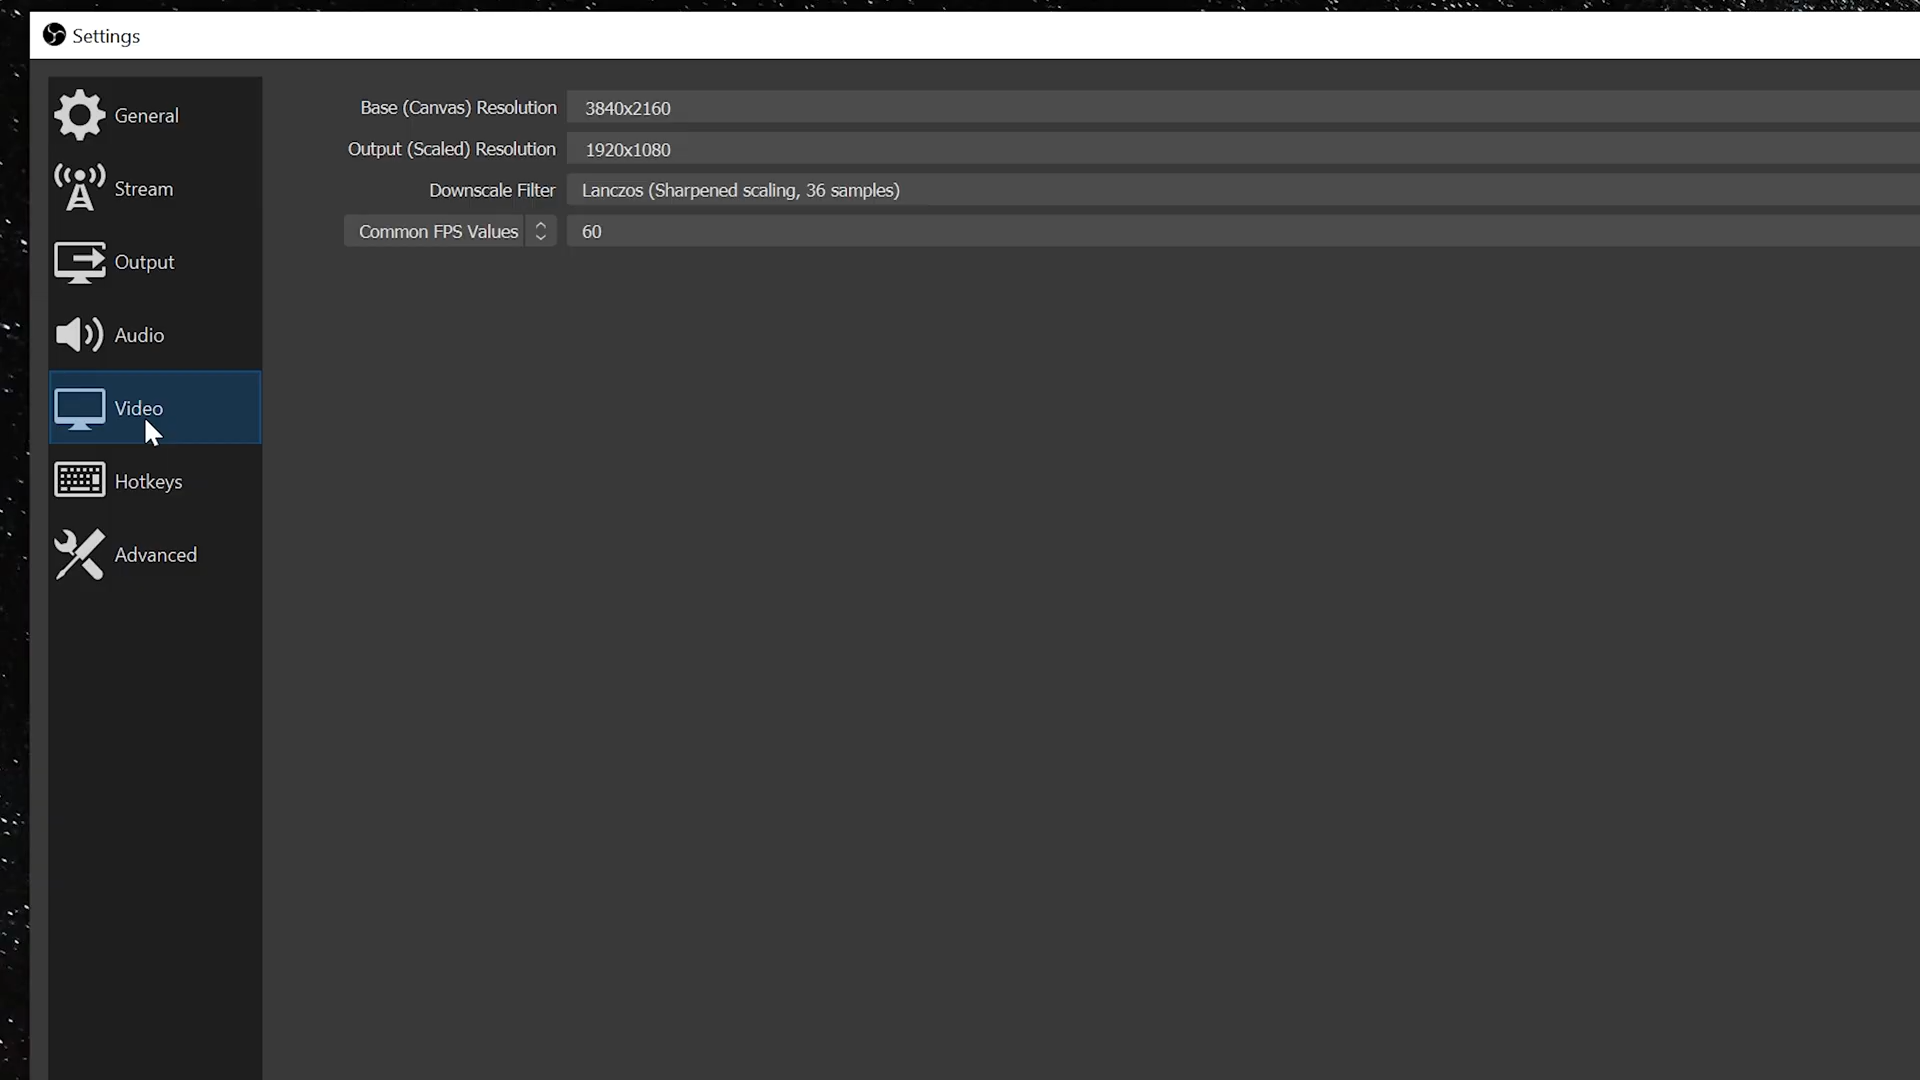 Settings
General
Stream
Output
Audio
Video
Hotkeys
Advanced
Base (Canvas) Resolution 3840x2160
Output (Scaled) Resolution 1920x1080
Downscale Filter Lanczos (Sharpened scaling, 36 samples)
Common FPS Values 60